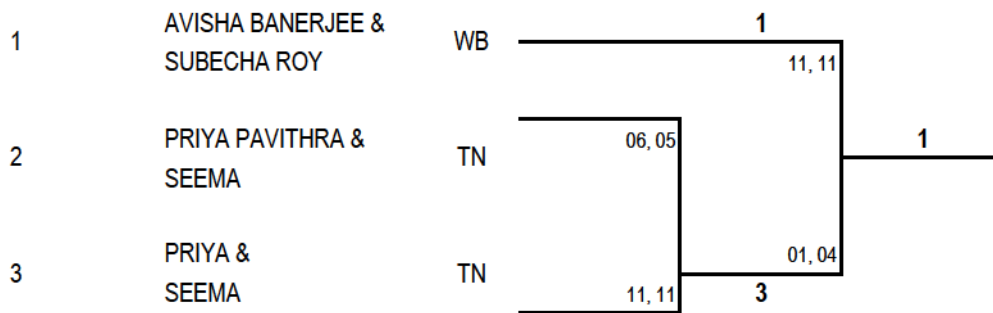 1 AVISHA BANERJEE & WB 1
SUBECHA ROY 11, 11
2 PRIYA PAVITHRA & TN 06, 05 1
SEEMA
3 PRIYA & TN 01, 04
SEEMA 11, 11 3